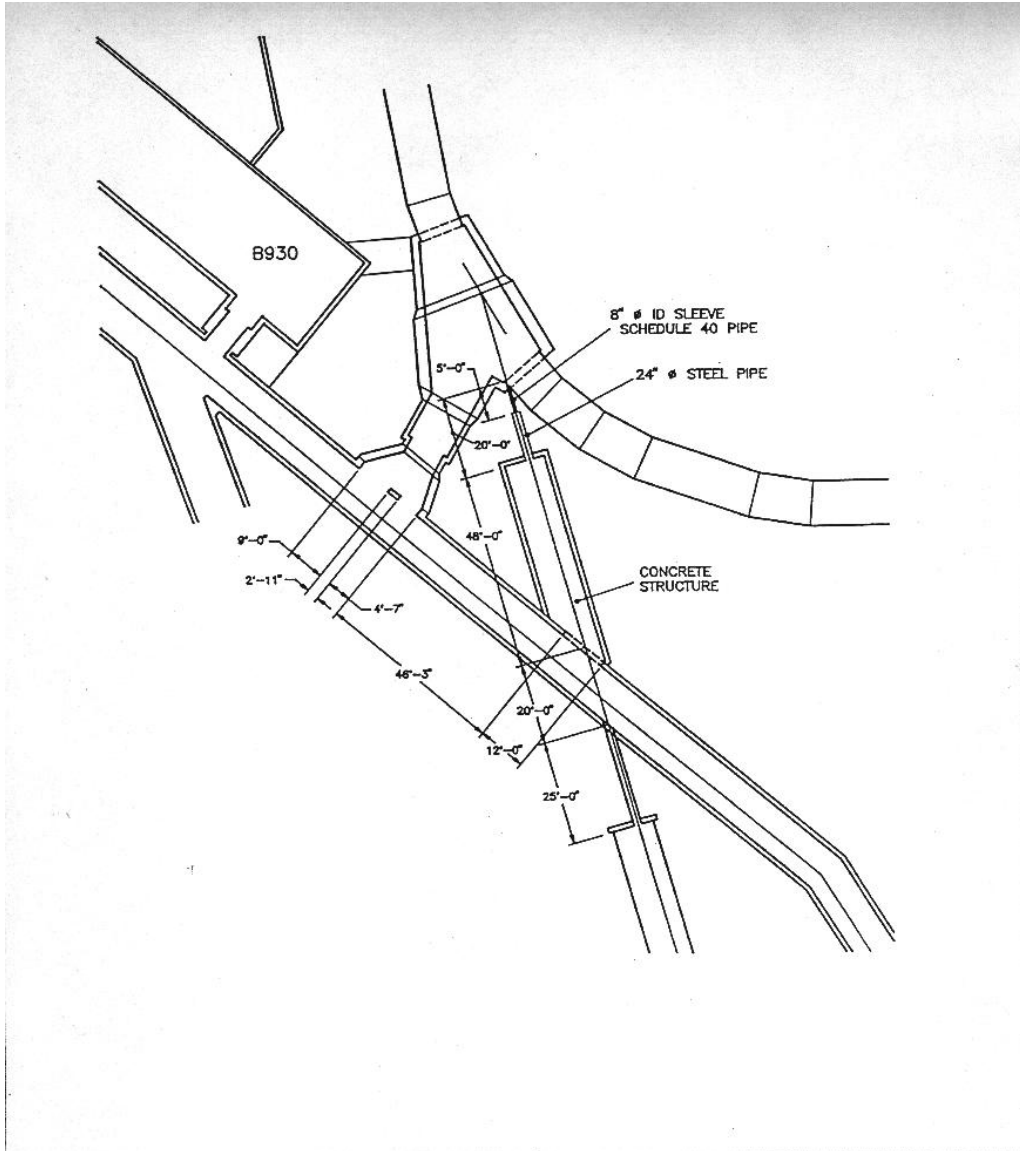 B930
8" ø ID SLEEVE
SCHEDULE 40 PIPE
24" ø STEEL PIPE
5'-0"
20'-0"
48'-0"
9'-0"
2'-11"
4'-7"
CONCRETE
STRUCTURE
46'-3"
20'-0"
12'-0"
25'-0"